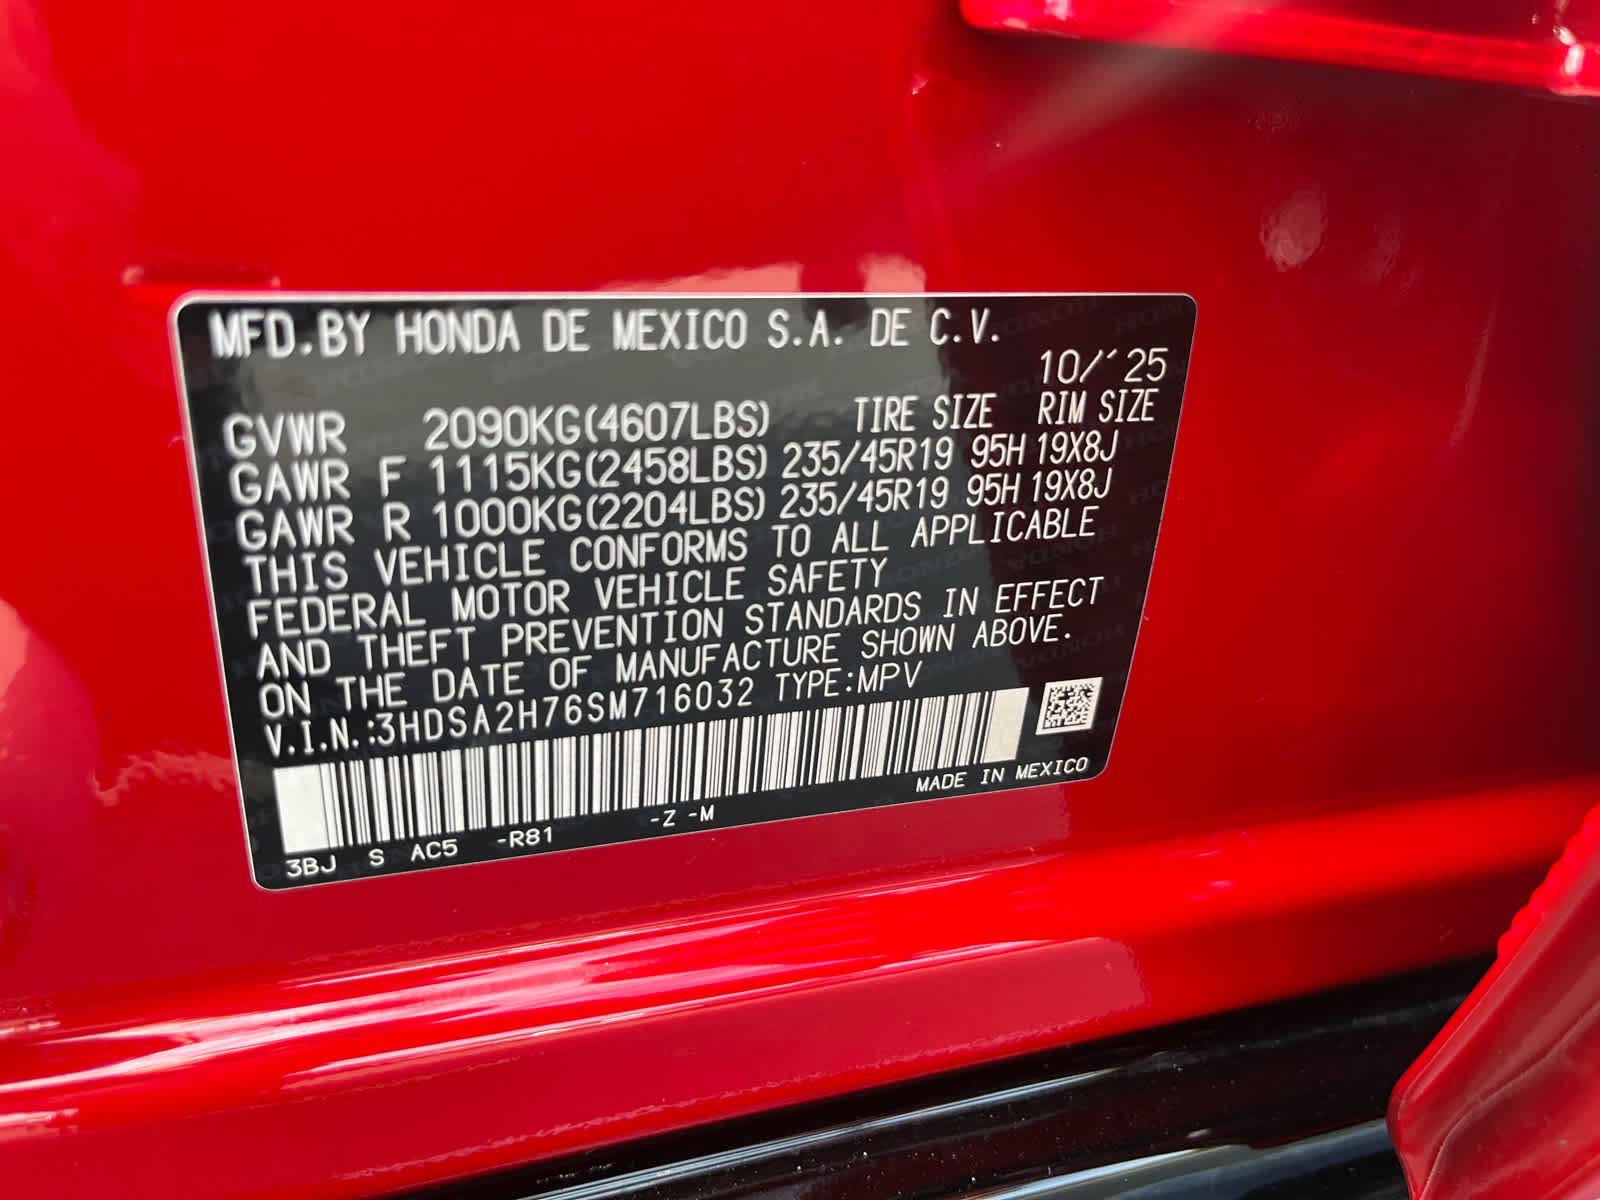 MFD.BY HONDA DE MEXICO S.A. DE C.V.
10/'25
GVWR 2090KG(4607LBS) TIRE SIZE RIM SIZE
GAWR F 1115KG(2458LBS) 235/45R19 95H 19X8J
GAWR R 1000KG(2204LBS) 235/45R19 95H 19X8J
THIS VEHICLE CONFORMS TO ALL APPLICABLE
FEDERAL MOTOR VEHICLE SAFETY
AND THEFT PREVENTION STANDARDS IN EFFECT
ON THE DATE OF MANUFACTURE SHOWN ABOVE.
V.I.N.:3HDSA2H76SM716032 TYPE:MPV
MADE IN MEXICO
3BJ S AC5 -R81 -Z -M